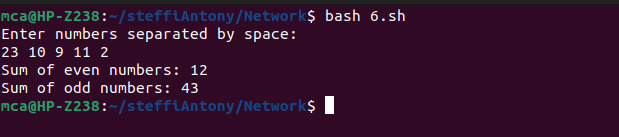 mca@HP-Z238:~/steffiAntony/Network$ bash 6.sh
Enter numbers separated by space:
23 10 9 11 2
Sum of even numbers: 12
Sum of odd numbers: 43
mca@HP-Z238:~/steffiAntony/Network$